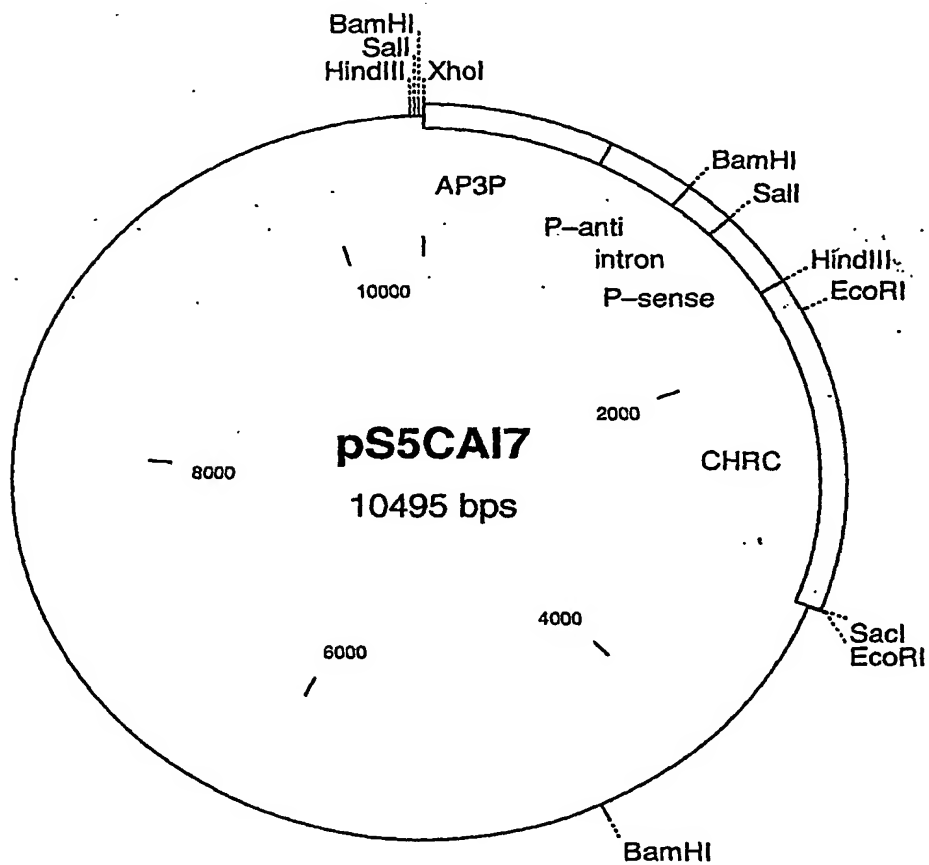 BamHI
SalI
HindIII
XhoI
BamHI
AP3P
SalI
P-anti
intron
HindIII
10000
P-sense
EcoRI
2000
pS5CAI7
8000
CHRC
10495 bps
4000
SacI
6000
EcoRI
BamHI